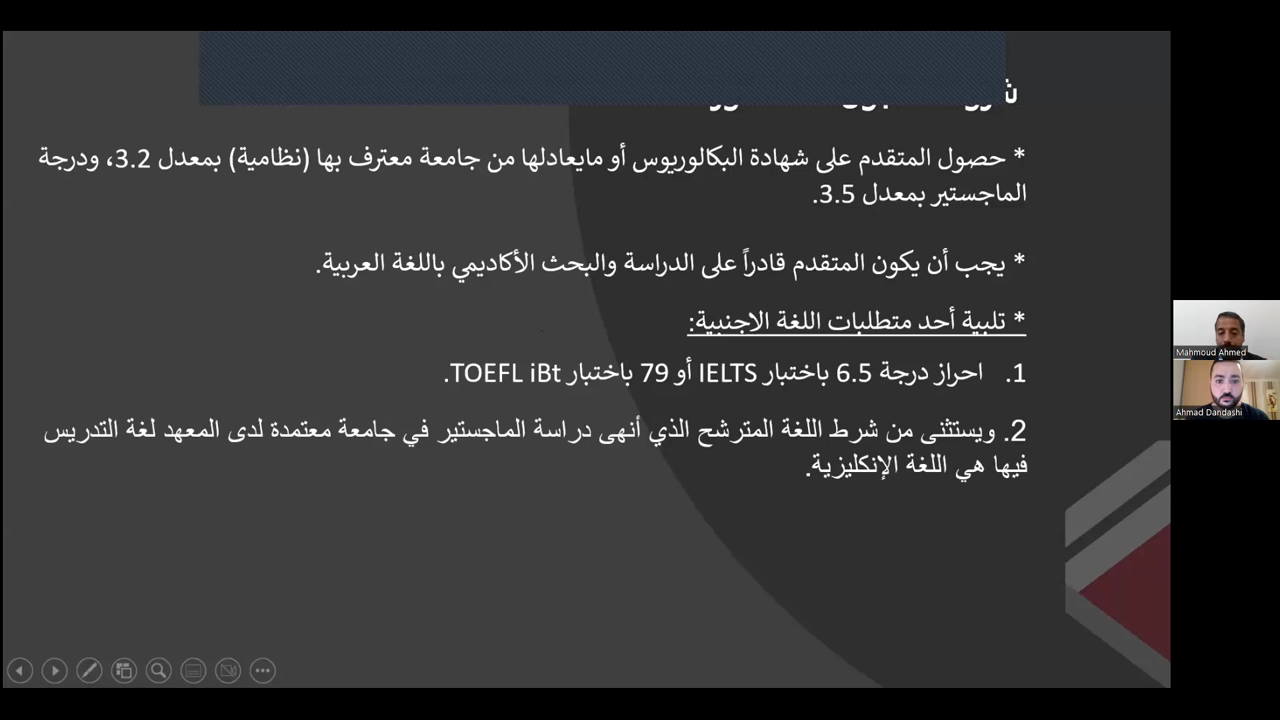 * حصول المتقدم على شهادة البكالوريوس أو مايعادلها من جامعة معترف بها (نظامية) بمعدل 3.2، ودرجة
الماجستير بمعدل 3.5.
* يجب أن يكون المتقدم قادراً على الدراسة والبحث الأكاديمي باللغة العربية.
* تلبية أحد متطلبات اللغة الاجنبية:
1. احراز درجة 6.5 باختبار IELTS أو 79 باختبار TOEFL iBt.
2. ويستثنى من شرط اللغة المترشح الذي أنهى دراسة الماجستير في جامعة معتمدة لدى المعهد لغة التدريس
فيها هي اللغة الإنكليزية.
Mahmoud Ahmed
Ahmad Dandashi